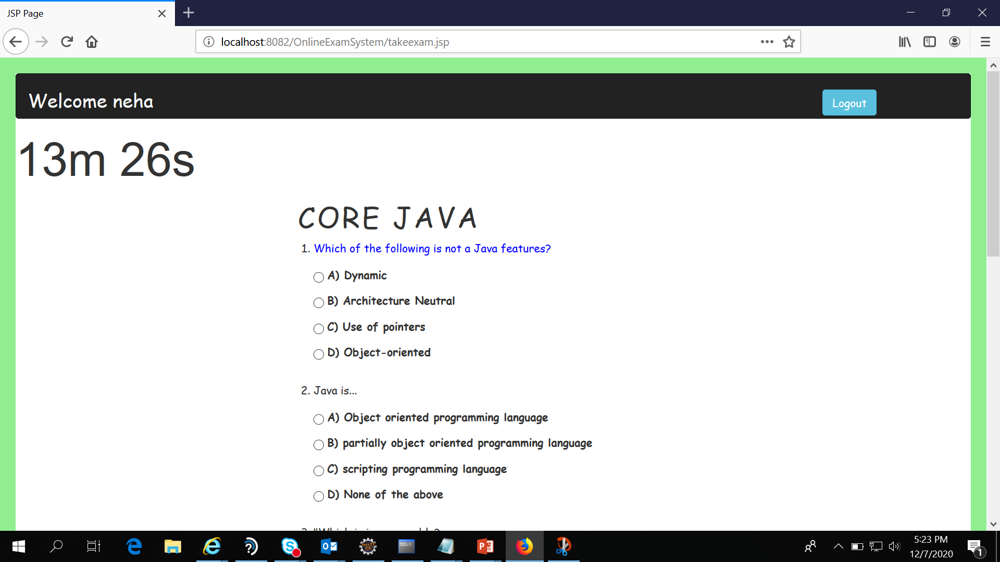 JSP Page
localhost:8082/OnlineExamSystem/takeexam.jsp
Welcome neha
Logout
13m 26s
CORE JAVA
1. Which of the following is not a Java features?
A) Dynamic
B) Architecture Neutral
C) Use of pointers
D) Object-oriented
2. Java is...
A) Object oriented programming language
B) partially object oriented programming language
C) scripting programming language
D) None of the above
5:23 PM
12/7/2020
1